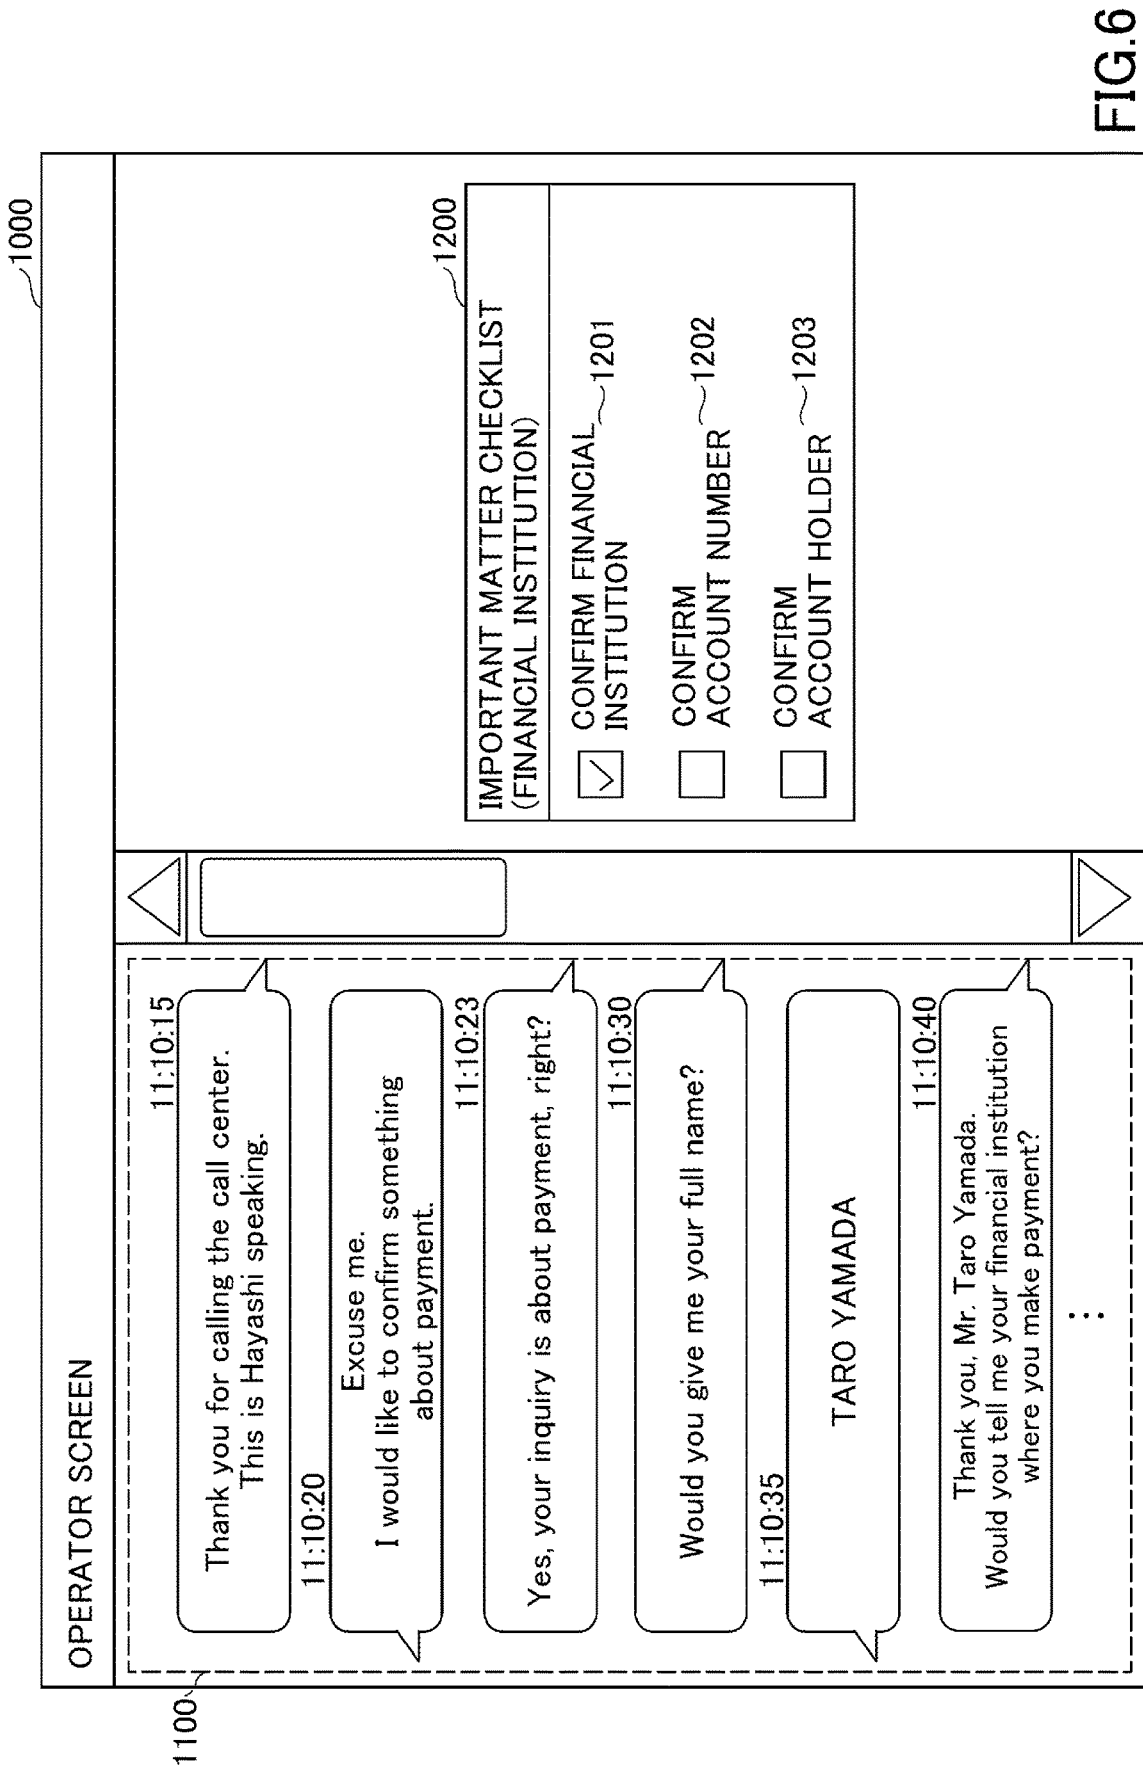 FIG.6
1000
OPERATOR SCREEN
1100
11:10:15
Thank you for calling the call center.
This is Hayashi speaking.
11:10:20
Excuse me.
I would like to confirm something
about payment.
11:10:23
Yes, your inquiry is about payment, right?
11:10:30
Would you give me your full name?
11:10:35
TARO YAMADA
11:10:40
Thank you, Mr. Taro Yamada.
Would you tell me your financial institution
where you make payment?
⋮
1200
IMPORTANT MATTER CHECKLIST
(FINANCIAL INSTITUTION)
CONFIRM FINANCIAL
INSTITUTION
1201
CONFIRM
ACCOUNT NUMBER
1202
CONFIRM
ACCOUNT HOLDER
1203